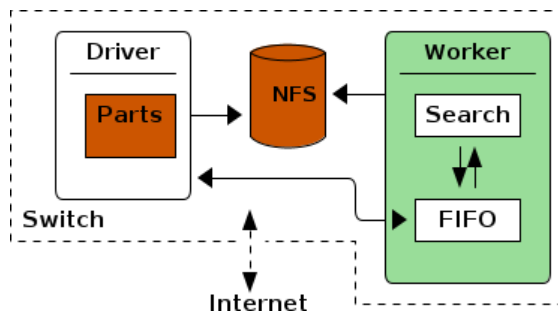 Driver
Parts
NFS
Worker
Search
FIFO
Switch
Internet